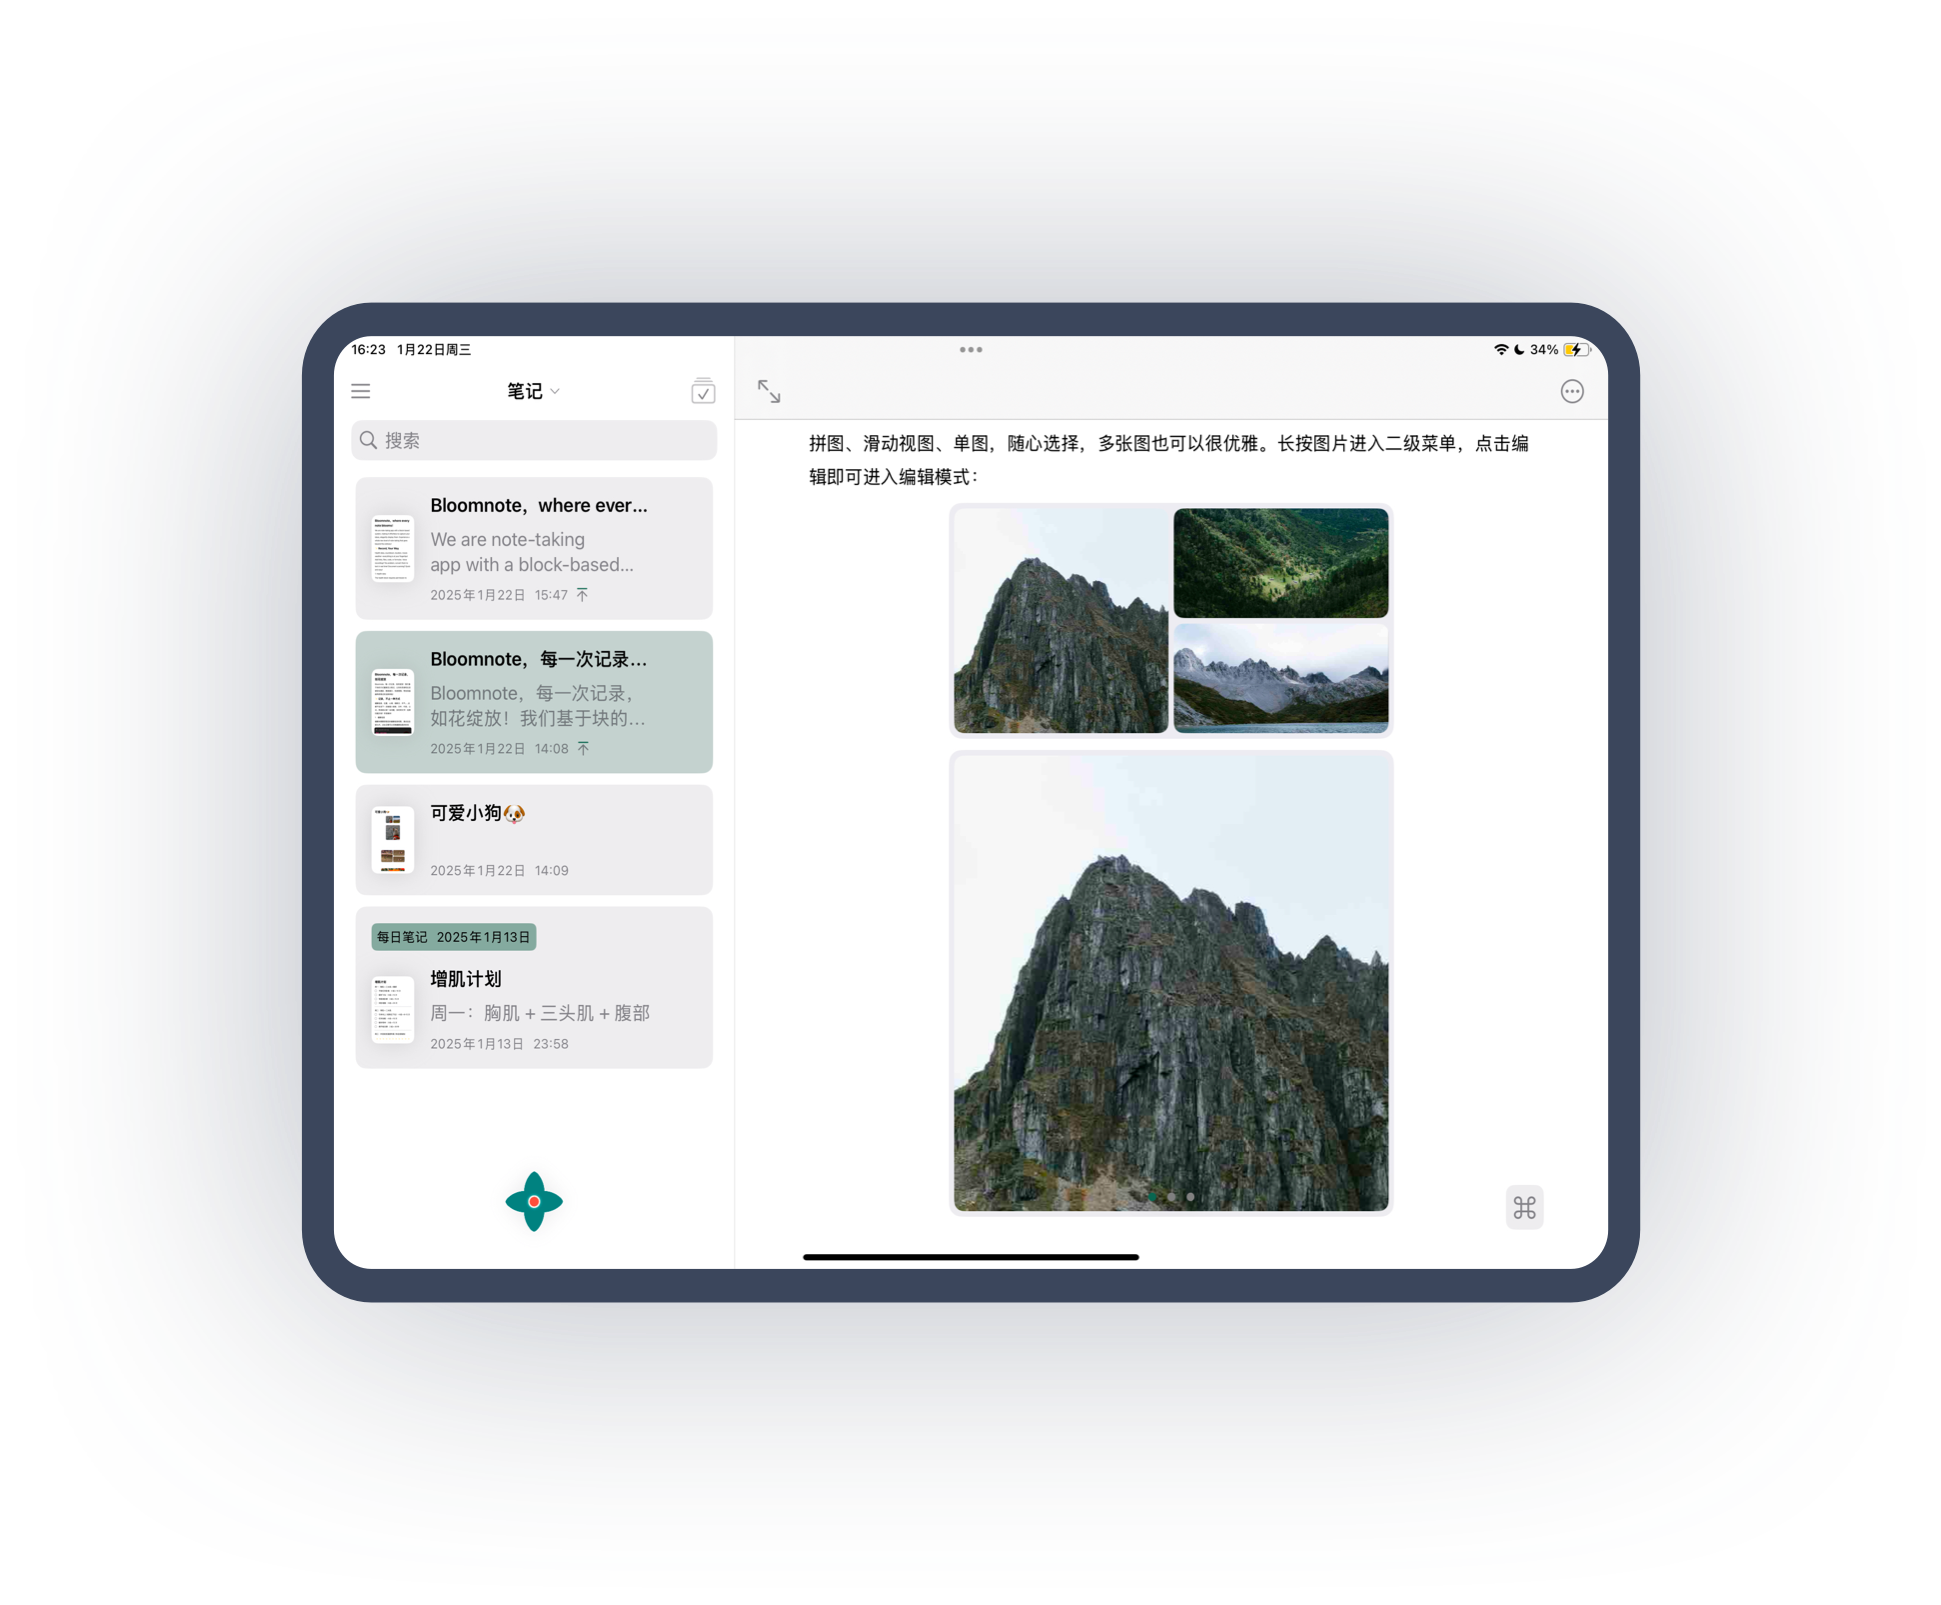 16:23 1月22日周三
34%
笔记
搜索
Bloomnote，where ever...
We are note-taking
app with a block-based...
2025年1月22日 15:47
Bloomnote，每一次记录...
Bloomnote，每一次记录，
如花绽放！我们基于块的...
2025年1月22日 14:08
可爱小狗🐶
2025年1月22日 14:09
每日笔记 2025年1月13日
增肌计划
周一：胸肌 + 三头肌 + 腹部
2025年1月13日 23:58
拼图、滑动视图、单图，随心选择，多张图也可以很优雅。长按图片进入二级菜单，点击编
辑即可进入编辑模式：